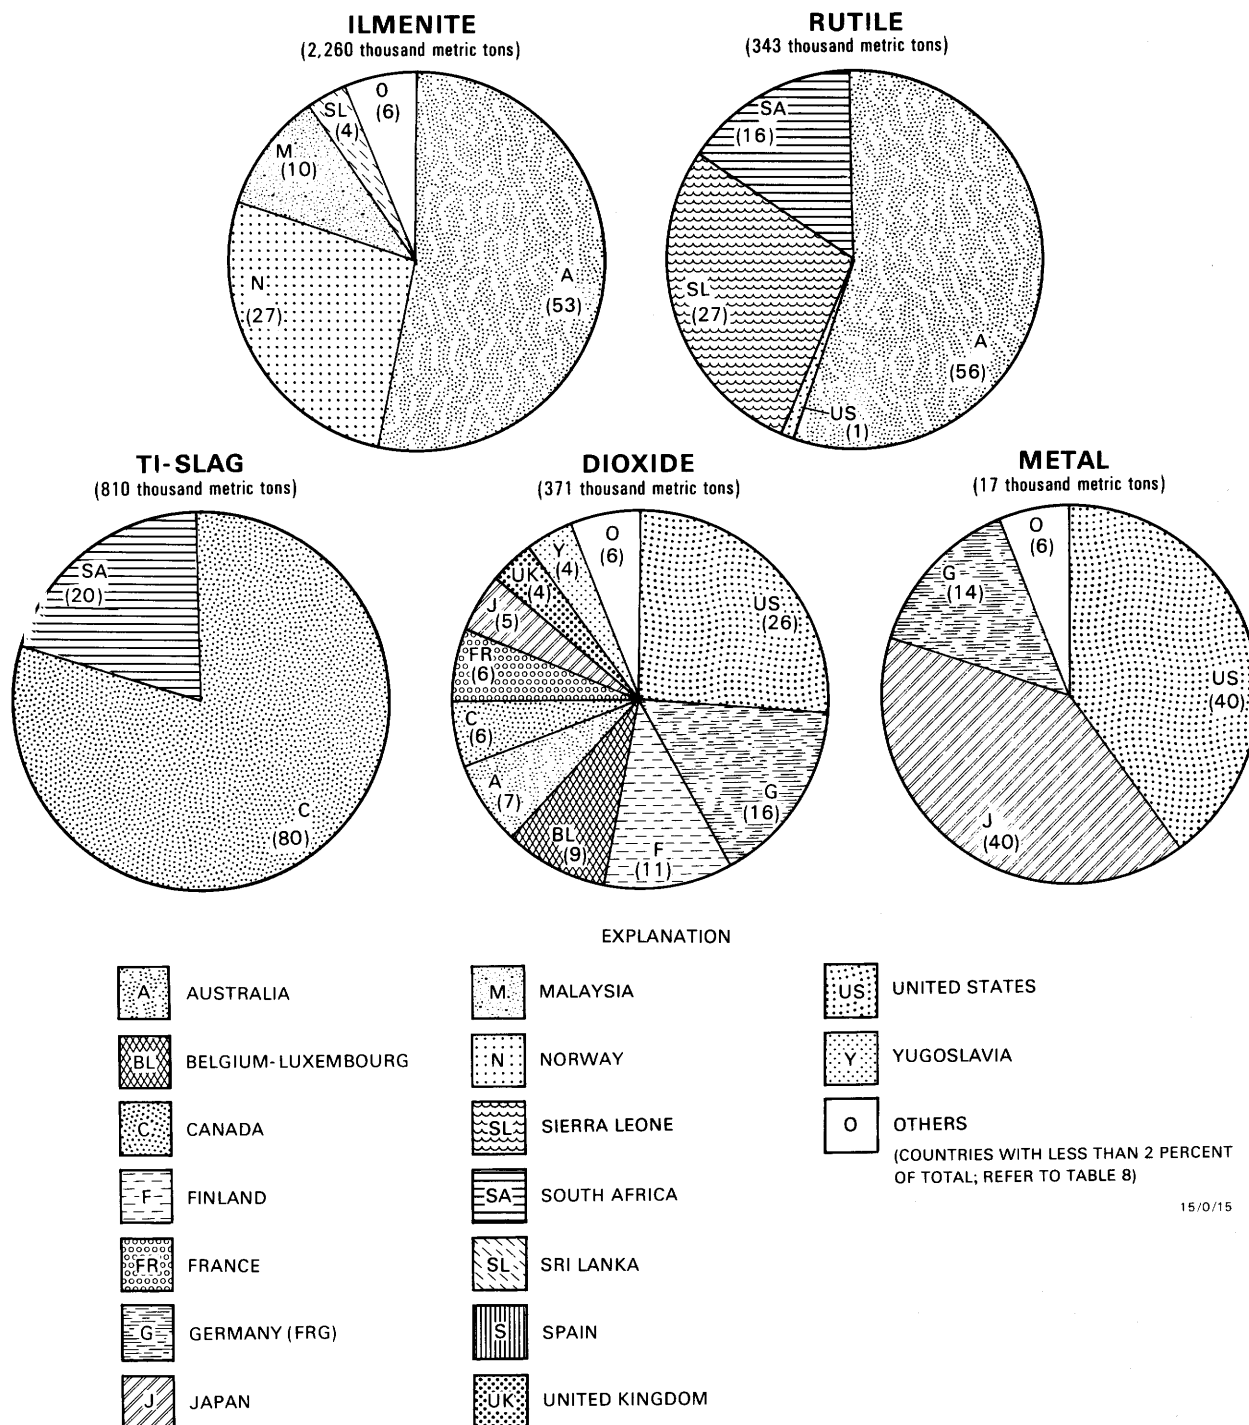 ILMENITE
(2,260 thousand metric tons)
O
(6)
SL
(4)
M
(10)
N
(27)
A
(53)
RUTILE
(343 thousand metric tons)
SA
(16)
SL
(27)
US
(1)
A
(56)
TI-SLAG
(810 thousand metric tons)
SA
(20)
C
(80)
DIOXIDE
(371 thousand metric tons)
O
(6)
Y
(4)
UK
(4)
J
(5)
FR
(6)
C
(6)
A
(7)
BL
(9)
F
(11)
G
(16)
US
(26)
METAL
(17 thousand metric tons)
O
(6)
G
(14)
US
(40)
J
(40)
EXPLANATION
A AUSTRALIA
BL BELGIUM-LUXEMBOURG
C CANADA
F FINLAND
FR FRANCE
G GERMANY (FRG)
J JAPAN
M MALAYSIA
N NORWAY
SL SIERRA LEONE
SA SOUTH AFRICA
SL SRI LANKA
S SPAIN
UK UNITED KINGDOM
US UNITED STATES
Y YUGOSLAVIA
O OTHERS
(COUNTRIES WITH LESS THAN 2 PERCENT
OF TOTAL; REFER TO TABLE 8)
15/0/15